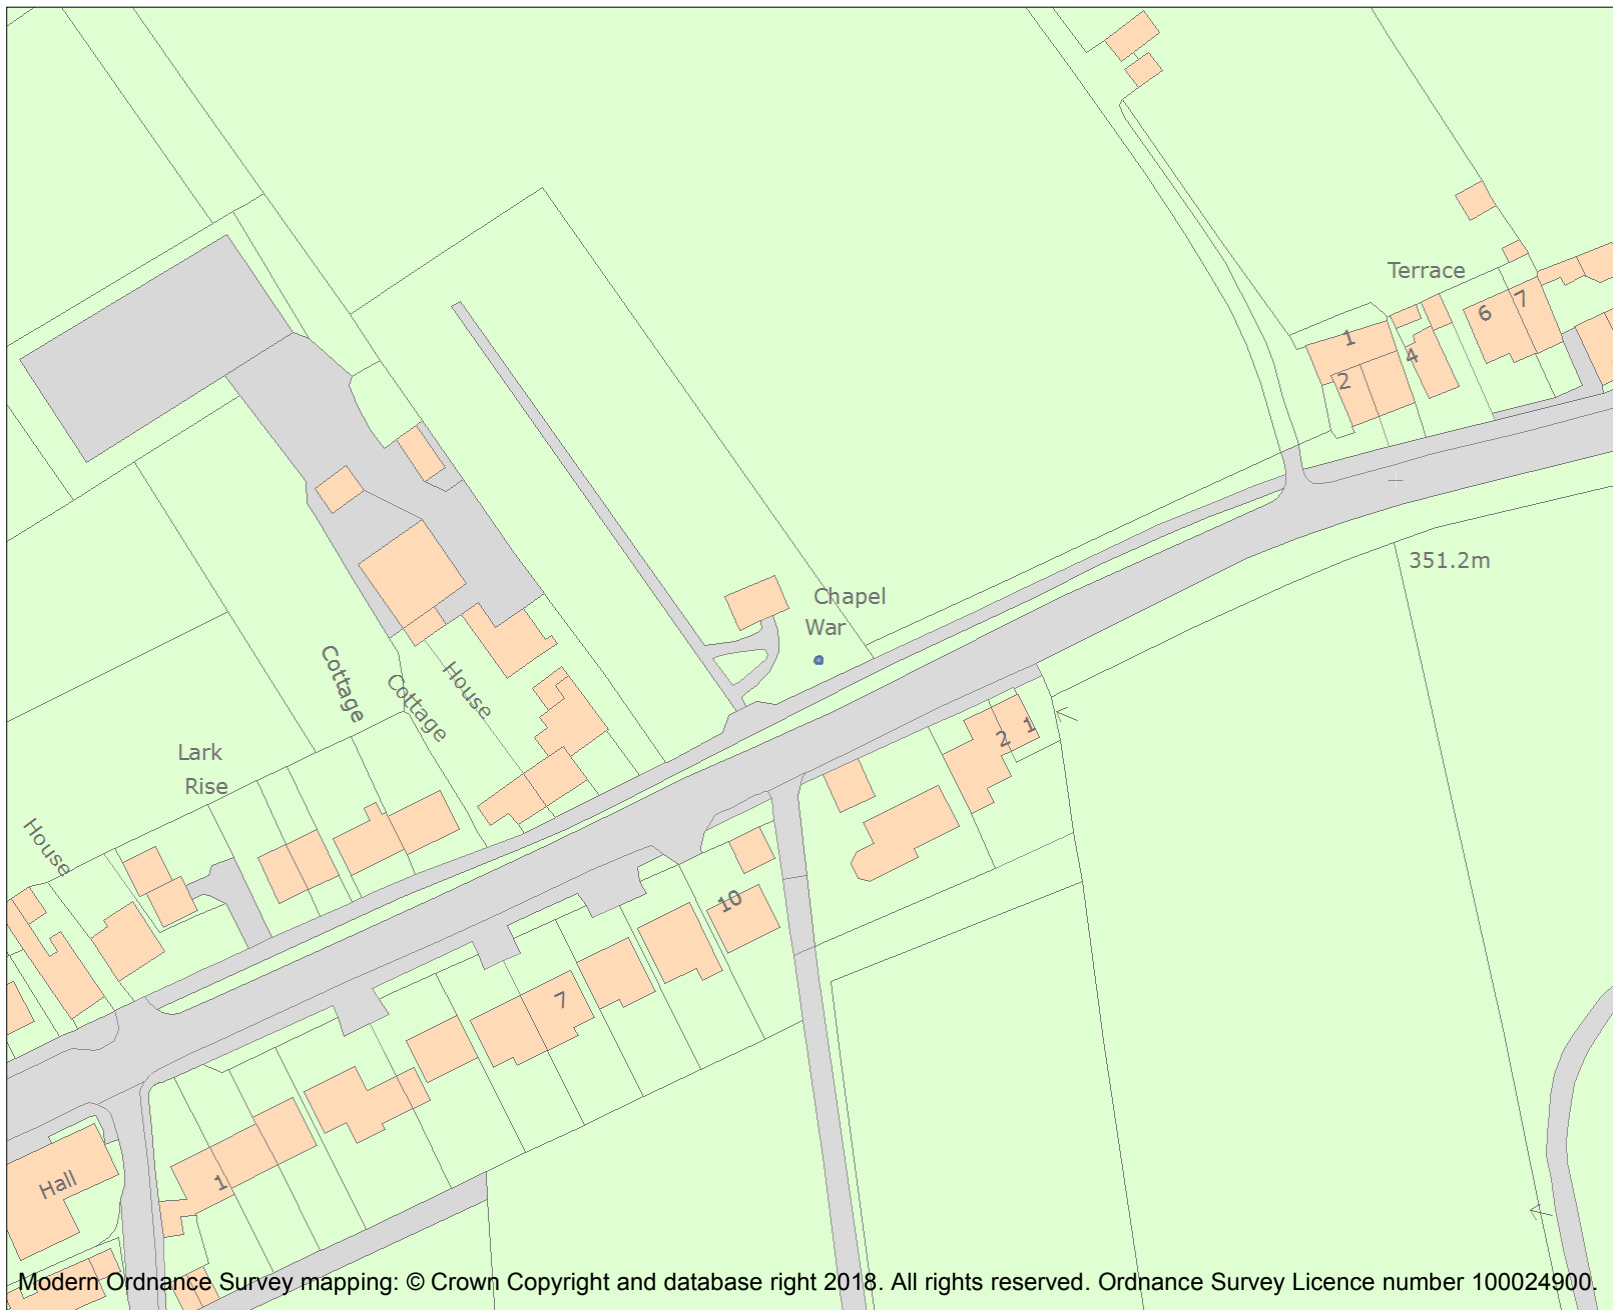 Terrace
1
6
7
4
2
351.2m
Chapel
War
Cottage
Cottage
House
Lark
Rise
House
1
2
10
7
1
Hall
Modern Ordnance Survey mapping: © Crown Copyright and database right 2018. All rights reserved. Ordnance Survey Licence number 100024900.